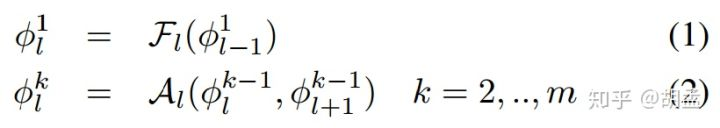 ϕ_l^1 = F_l(ϕ_{l-1}^1) (1)
ϕ_l^k = A_l(ϕ_l^{k-1}, ϕ_{l+1}^{k-1}) k = 2, .., m (2)
知乎 @胡孟